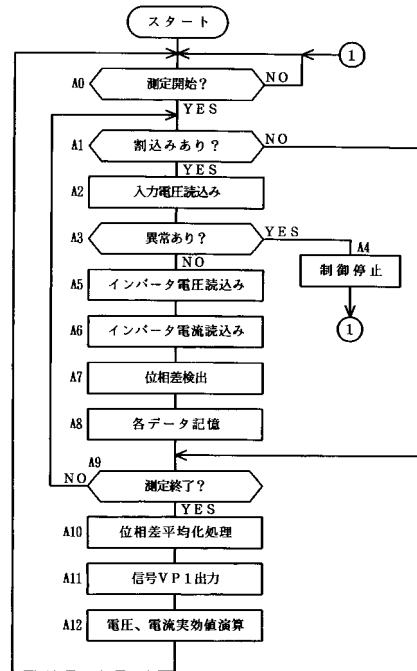 スタート
1
A0 測定開始? NO
YES
A1 割込みあり? NO
YES
A2 入力電圧読込み
A3 異常あり? YES
A4
制御停止
NO
A5 インバータ電圧読込み
1
A6 インバータ電流読込み
A7 位相差検出
A8 各データ記憶
A9
NO 測定終了?
YES
A10 位相差平均化処理
A11 信号VP1出力
A12 電圧、電流実効値演算